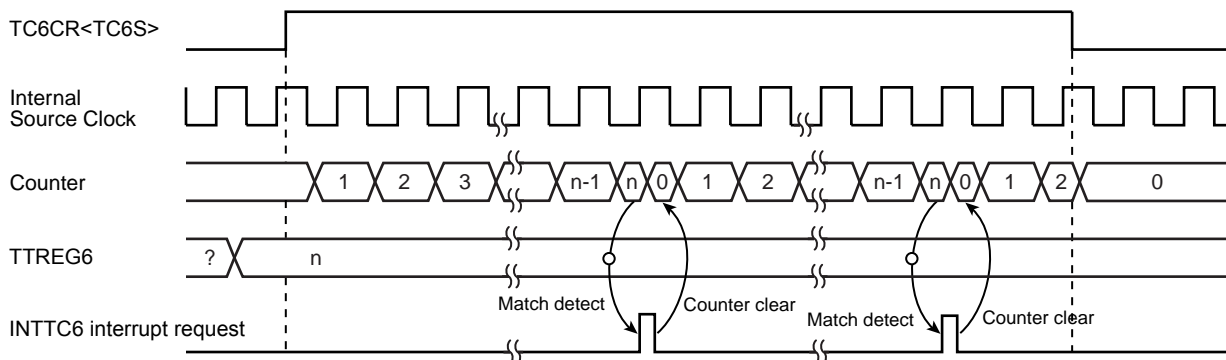 TC6CR<TC6S>
Internal
Source Clock
Counter 1 2 3 n-1 n 0 1 2 n-1 n 0 1 2 0
TTREG6 ? n
Match detect Counter clear Match detect Counter clear
INTTC6 interrupt request